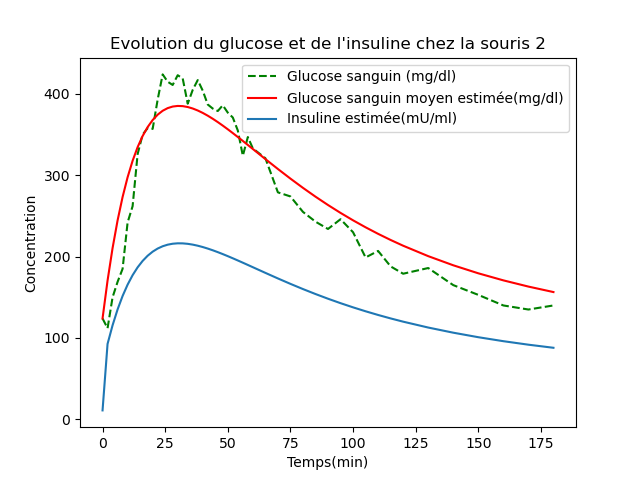 Evolution du glucose et de l'insuline chez la souris 2
Glucose sanguin (mg/dl)
Glucose sanguin moyen estimée(mg/dl)
Insuline estimée(mU/ml)
Concentration
400
300
200
100
0
0 25 50 75 100 125 150 175
Temps(min)